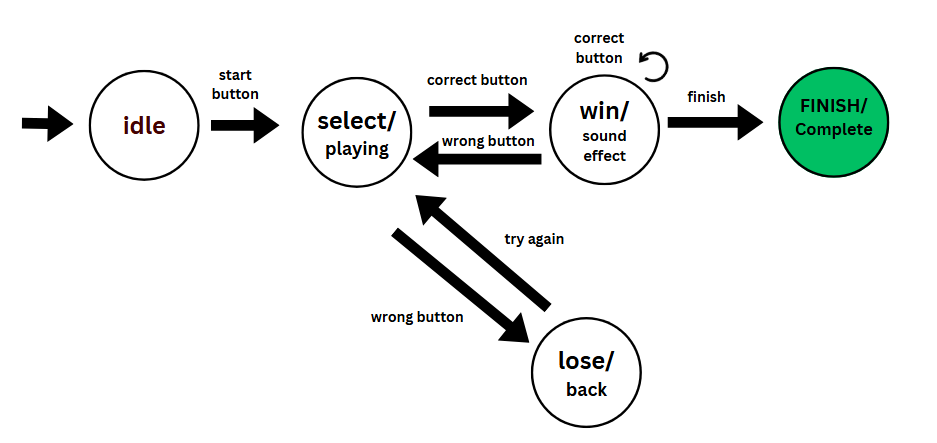 idle
start
button
select/
playing
correct button
wrong button
correct
button
win/
sound
effect
finish
FINISH/
Complete
try again
wrong button
lose/
back